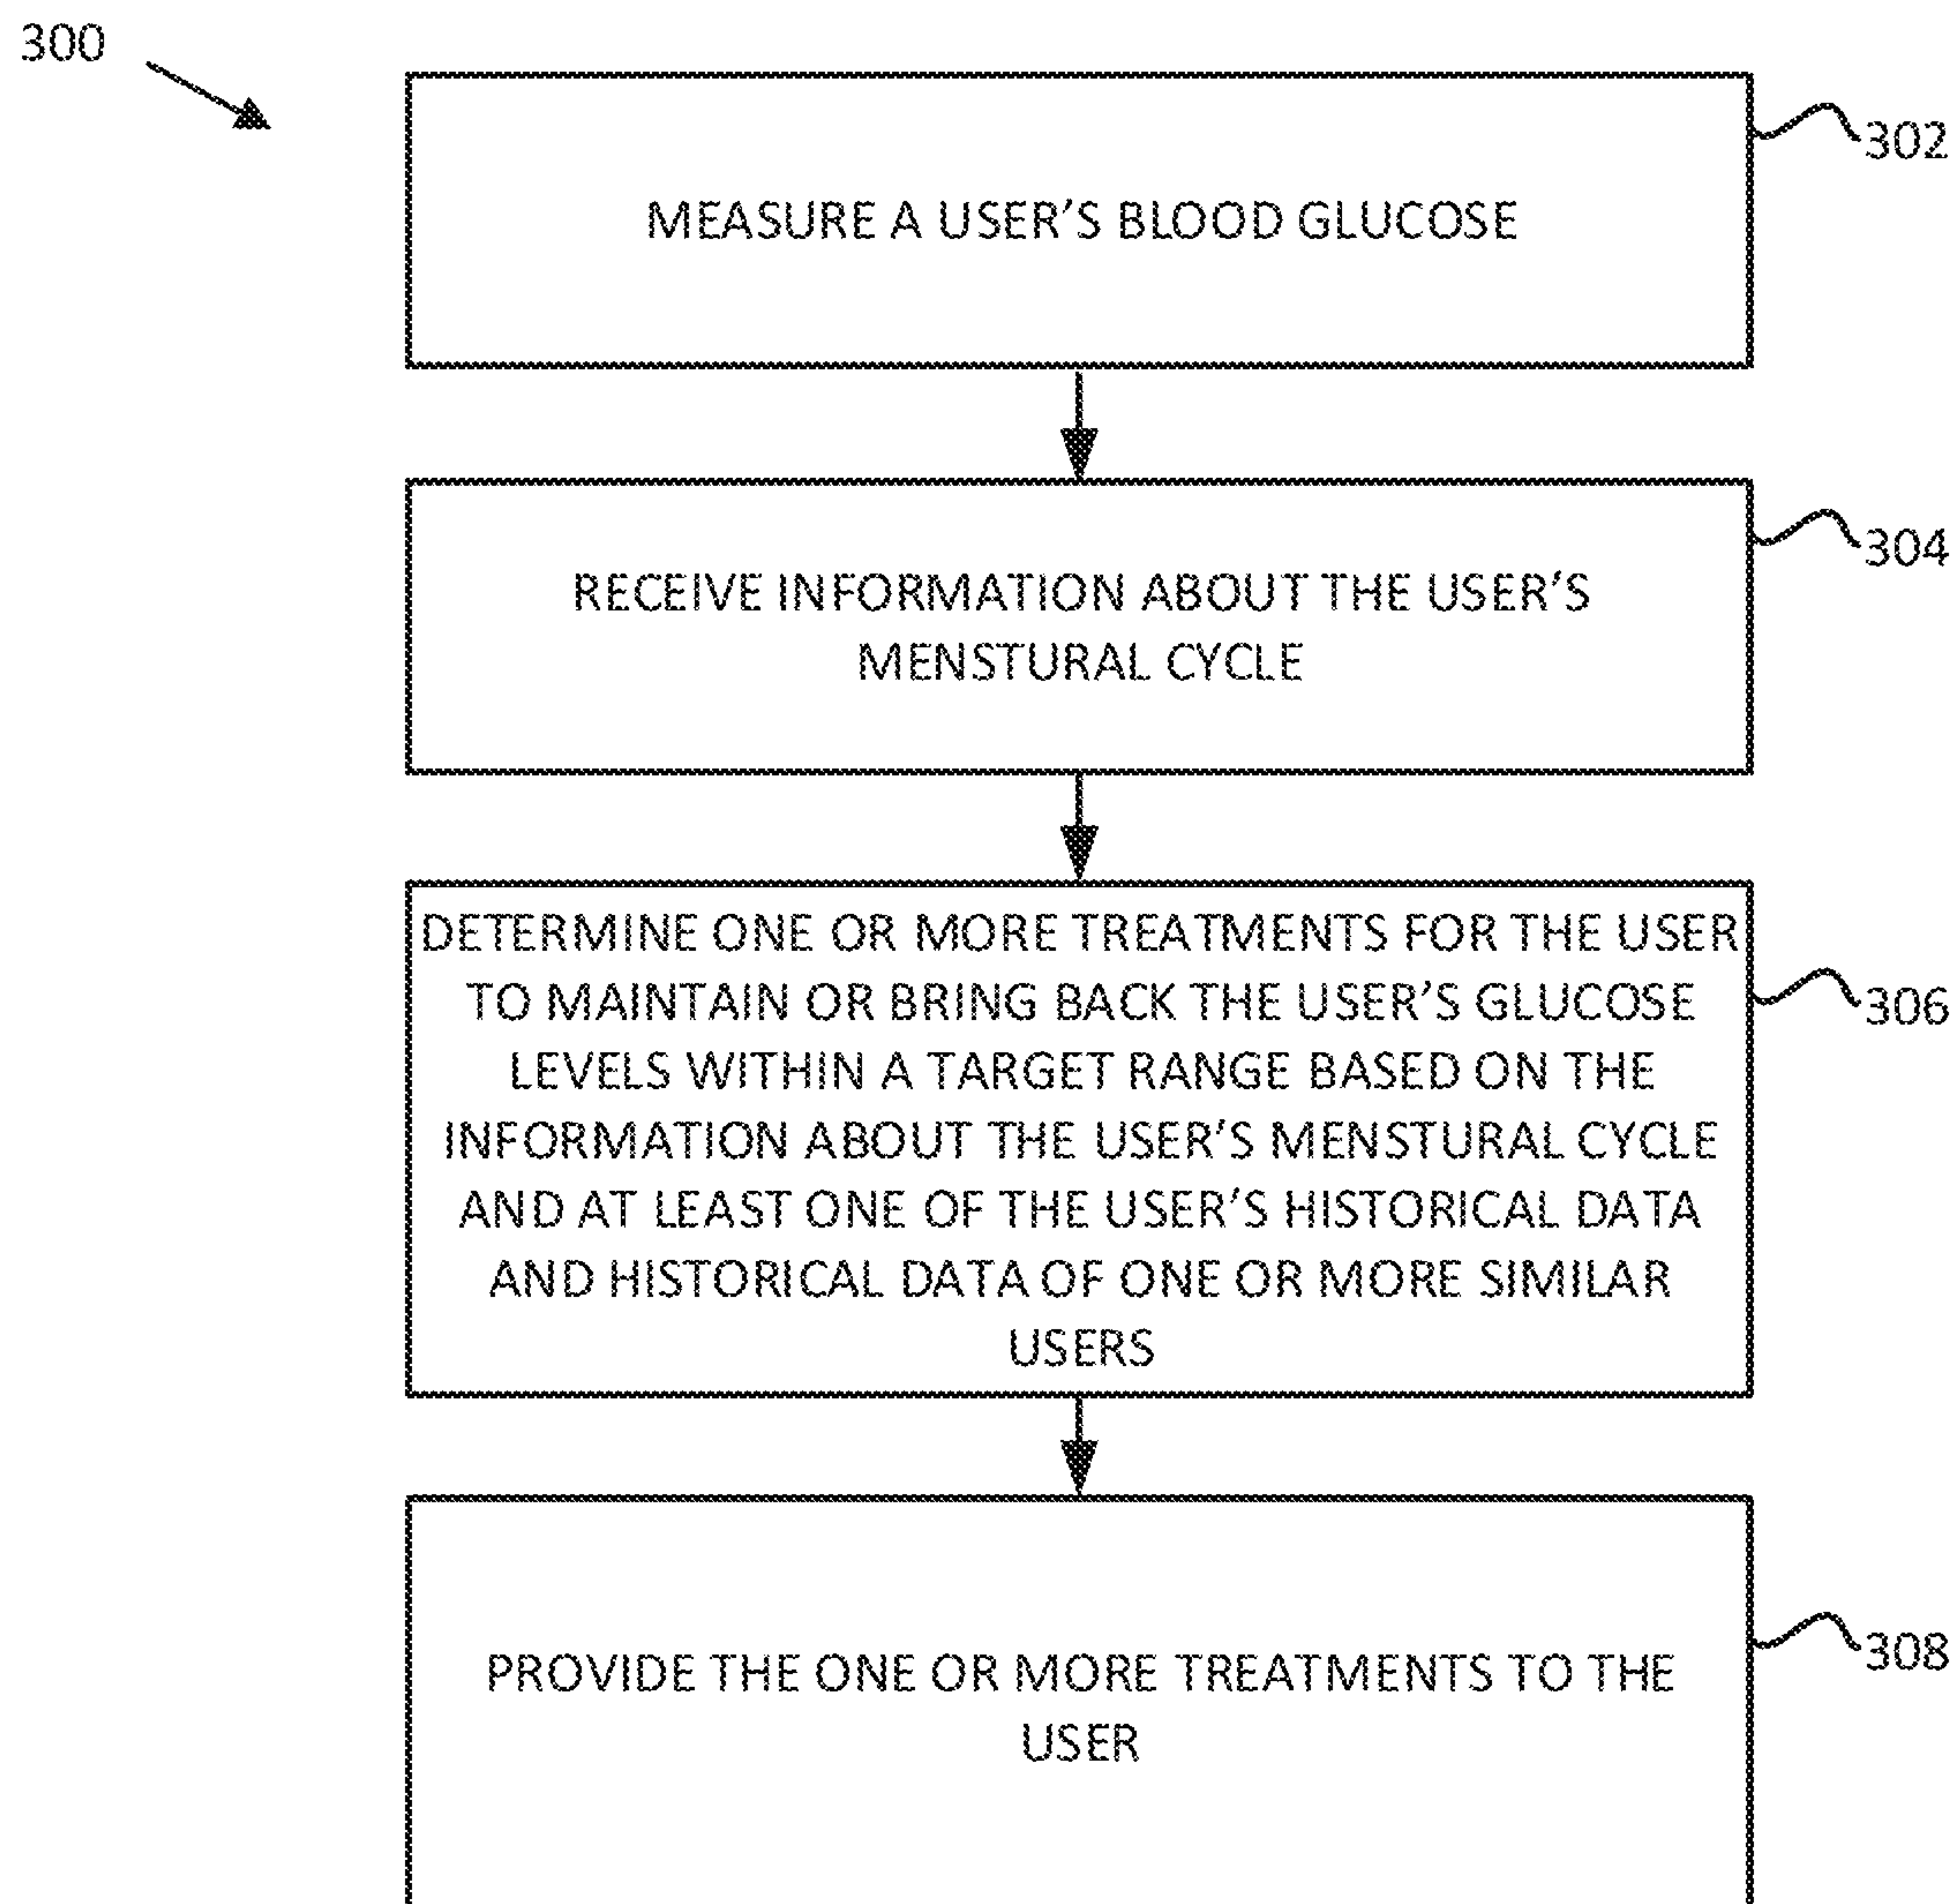 300
302
MEASURE A USER'S BLOOD GLUCOSE
304
RECEIVE INFORMATION ABOUT THE USER'S
MENSTURAL CYCLE
DETERMINE ONE OR MORE TREATMENTS FOR THE USER
TO MAINTAIN OR BRING BACK THE USER'S GLUCOSE
306
LEVELS WITHIN A TARGET RANGE BASED ON THE
INFORMATION ABOUT THE USER'S MENSTURAL CYCLE
AND AT LEAST ONE OF THE USER'S HISTORICAL DATA
AND HISTORICAL DATA OF ONE OR MORE SIMILAR
USERS
308
PROVIDE THE ONE OR MORE TREATMENTS TO THE
USER